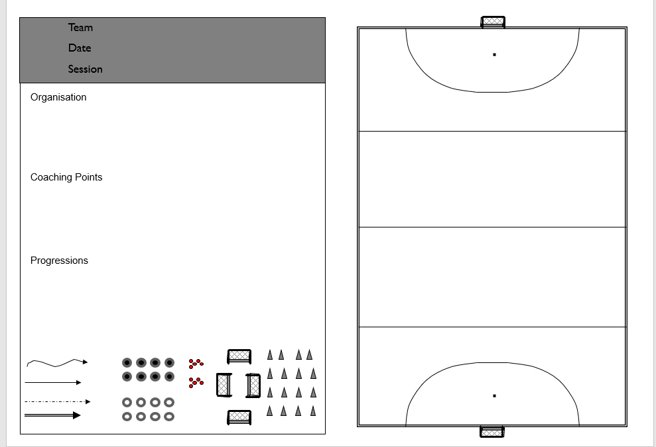 Team
Date
Session
Organisation
Coaching Points
Progressions